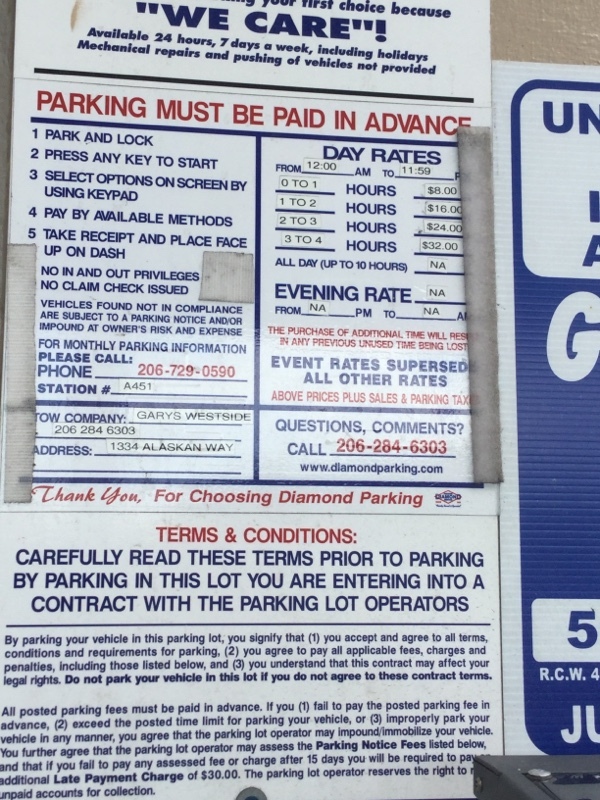 your first choice because
"WE CARE"!
Available 24 hours, 7 days a week, including holidays
Mechanical repairs and pushing of vehicles not provided
PARKING MUST BE PAID IN ADVANCE
1 PARK AND LOCK
2 PRESS ANY KEY TO START
3 SELECT OPTIONS ON SCREEN BY
USING KEYPAD
4 PAY BY AVAILABLE METHODS
5 TAKE RECEIPT AND PLACE FACE
UP ON DASH
NO IN AND OUT PRIVILEGES
NO CLAIM CHECK ISSUED
VEHICLES FOUND NOT IN COMPLIANCE
ARE SUBJECT TO A PARKING NOTICE AND/OR
IMPOUND AT OWNER'S RISK AND EXPENSE
FOR MONTHLY PARKING INFORMATION
PLEASE CALL:
PHONE 206-729-0590
STATION # A451
TOW COMPANY: GARYS WESTSIDE
206 284 6303
ADDRESS: 1334 ALASKAN WAY
DAY RATES
FROM 12:00 AM TO 11:59 P
0 TO 1 HOURS $8.00
1 TO 2 HOURS $16.00
2 TO 3 HOURS $24.00
3 TO 4 HOURS $32.00
ALL DAY (UP TO 10 HOURS) NA
EVENING RATE NA
FROM NA PM TO NA A
THE PURCHASE OF ADDITIONAL TIME WILL RES
IN ANY PREVIOUS UNUSED TIME BEING LOST
EVENT RATES SUPERSED
ALL OTHER RATES
ABOVE PRICES PLUS SALES & PARKING TAX
QUESTIONS, COMMENTS?
CALL 206-284-6303
www.diamondparking.com
Thank You, For Choosing Diamond Parking DIAMOND
TERMS & CONDITIONS:
CAREFULLY READ THESE TERMS PRIOR TO PARKING
BY PARKING IN THIS LOT YOU ARE ENTERING INTO A
CONTRACT WITH THE PARKING LOT OPERATORS
By parking your vehicle in this parking lot, you signify that (1) you accept and agree to all terms,
conditions and requirements for parking, (2) you agree to pay all applicable fees, charges and
penalties, including those listed below, and (3) you understand that this contract may affect your
legal rights. Do not park your vehicle in this lot if you do not agree to these contract terms.
All posted parking fees must be paid in advance. If you (1) fail to pay the posted parking fee in
advance, (2) exceed the posted time limit for parking your vehicle, or (3) improperly park your
vehicle in any manner, you agree that the parking lot operator may impound/immobilize your vehicle.
You further agree that the parking lot operator may assess the Parking Notice Fees listed below,
and that if you fail to pay any assessed fee or charge after 15 days you will be required to pay
additional Late Payment Charge of $30.00. The parking lot operator reserves the right to
unpaid accounts for collection.
UN
G
5
R.C.W. 4
JU